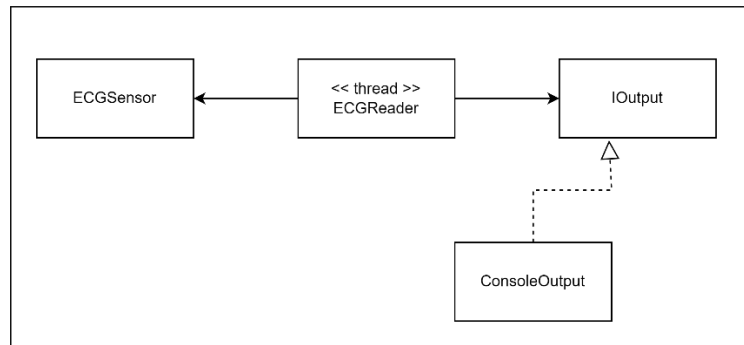 ECGSensor
<< thread >>
ECGReader
IOutput
ConsoleOutput